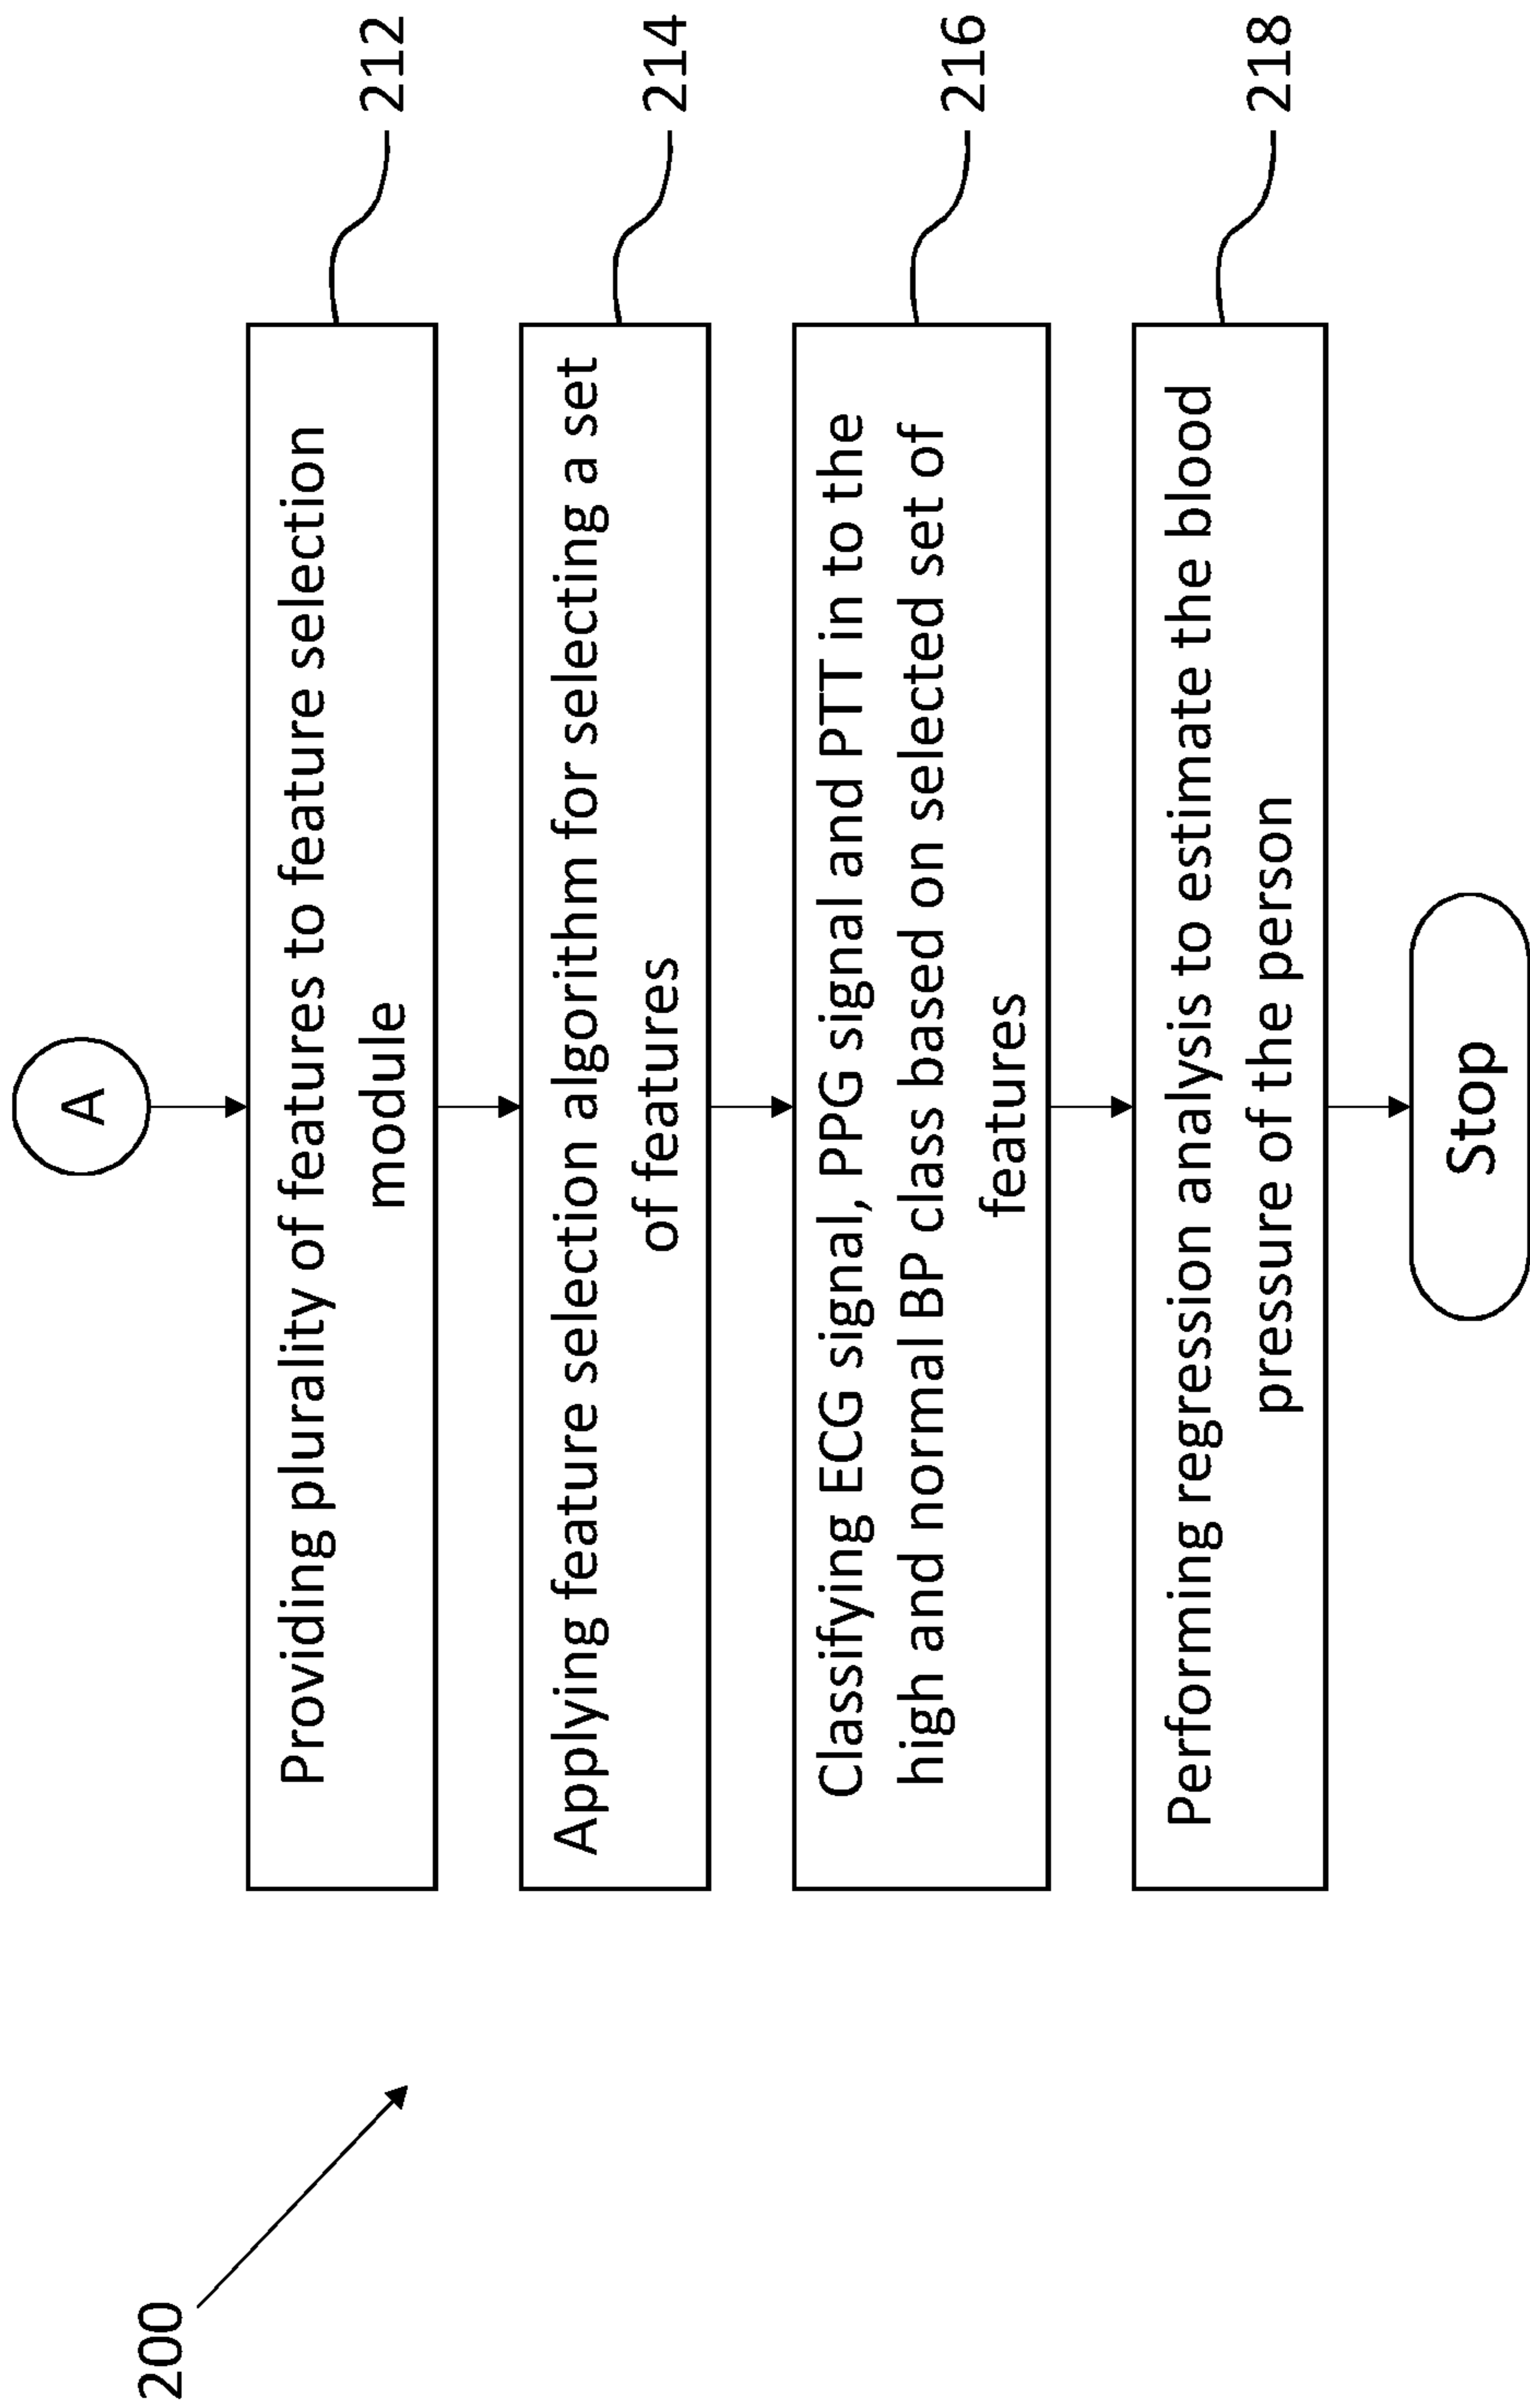 200
A
Providing plurality of features to feature selection
module
212
Applying feature selection algorithm for selecting a set
of features
214
Classifying ECG signal, PPG signal and PTT in to the
high and normal BP class based on selected set of
features
216
Performing regression analysis to estimate the blood
pressure of the person
218
Stop